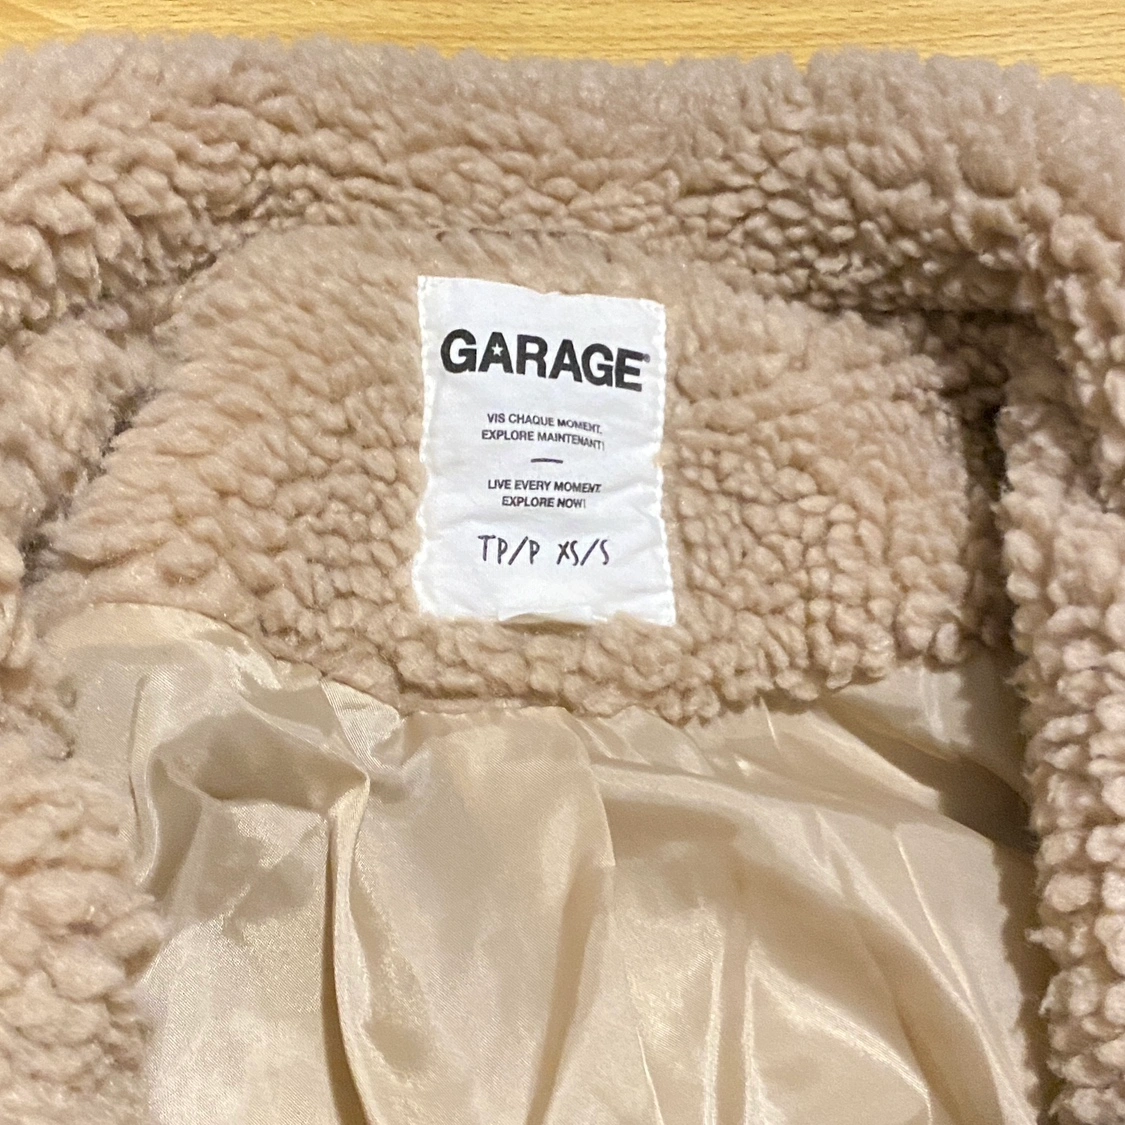 GARAGE®
VIS CHAQUE MOMENT,
EXPLORE MAINTENANT!
LIVE EVERY MOMENT.
EXPLORE NOW!
TP/P XS/S